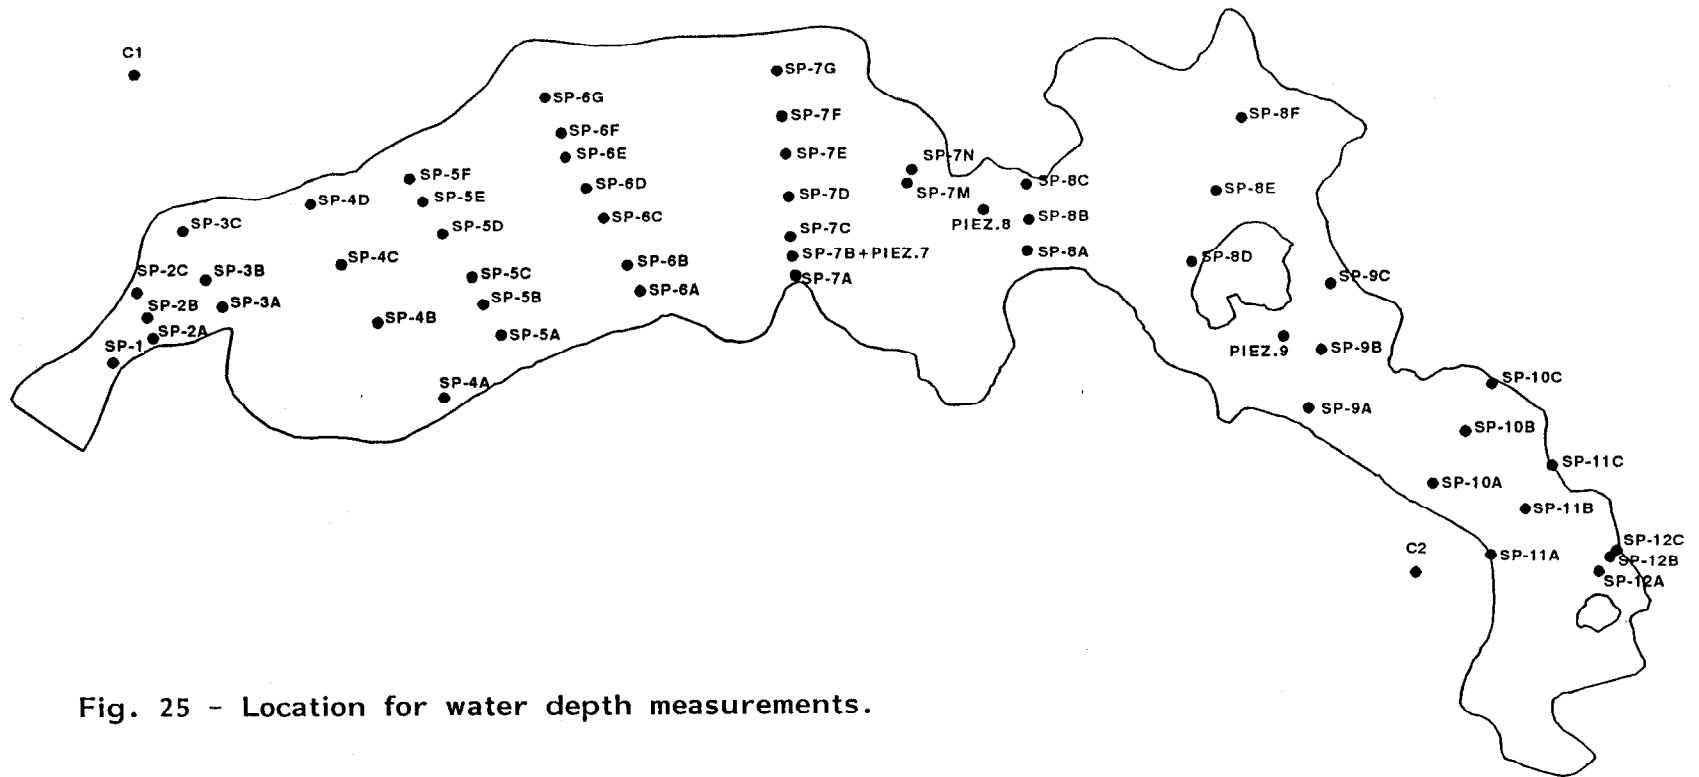 C1
SP-7G
SP-6G
SP-7F
SP-8F
SP-6F
SP-6E
SP-7E
SP-7N
SP-5F
SP-6D
SP-7D
SP-7M
SP-8C
SP-8E
SP-4D
SP-5E
SP-3C
SP-5D
SP-6C
SP-7C
PIEZ.8
SP-8B
SP-4C
SP-7B+PIEZ.7
SP-8A
SP-8D
SP-2C
SP-3B
SP-5C
SP-6B
SP-7A
SP-9C
SP-2B
SP-3A
SP-5B
SP-6A
SP-4B
SP-2A
SP-5A
SP-1
PIEZ.9
SP-9B
SP-4A
SP-10C
SP-9A
SP-10B
SP-11C
SP-10A
SP-11B
C2
SP-11A
SP-12C
SP-12B
SP-12A
Fig. 25 - Location for water depth measurements.